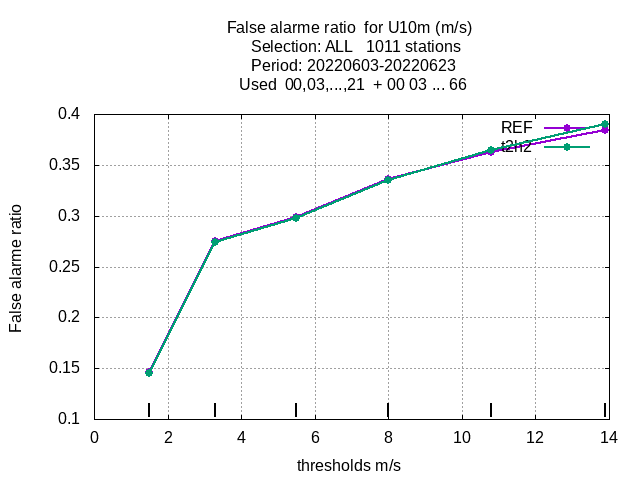 False alarme ratio  for U10m (m/s)
Selection: ALL   1011 stations
Period: 20220603-20220623
Used  00,03,...,21  + 00 03 ... 66
0.4
0.35
0.3
0.25
0.2
0.15
0.1
False alarme ratio
REF
t2h2
0 2 4 6 8 10 12 14
thresholds m/s